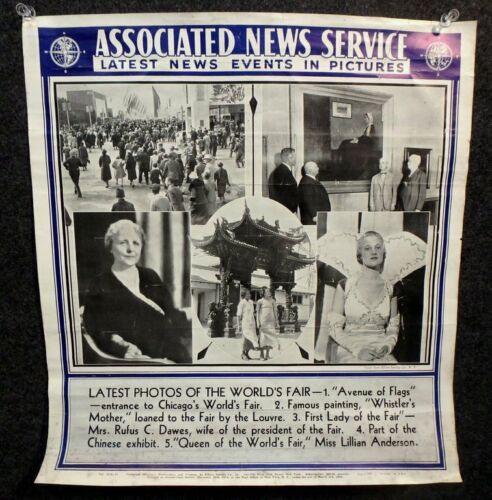 ASSOCIATED NEWS SERVICE
LATEST NEWS EVENTS IN PICTURES
LATEST PHOTOS OF THE WORLD'S FAIR—1. "Avenue of Flags"
—entrance to Chicago's World's Fair. 2. Famous painting, "Whistler's
Mother," loaned to the Fair by the Louvre. 3. First Lady of the Fair"—
Mrs. Rufus C. Dawes, wife of the president of the Fair. 4. Part of the
Chinese exhibit. 5. "Queen of the World's Fair," Miss Lillian Anderson.